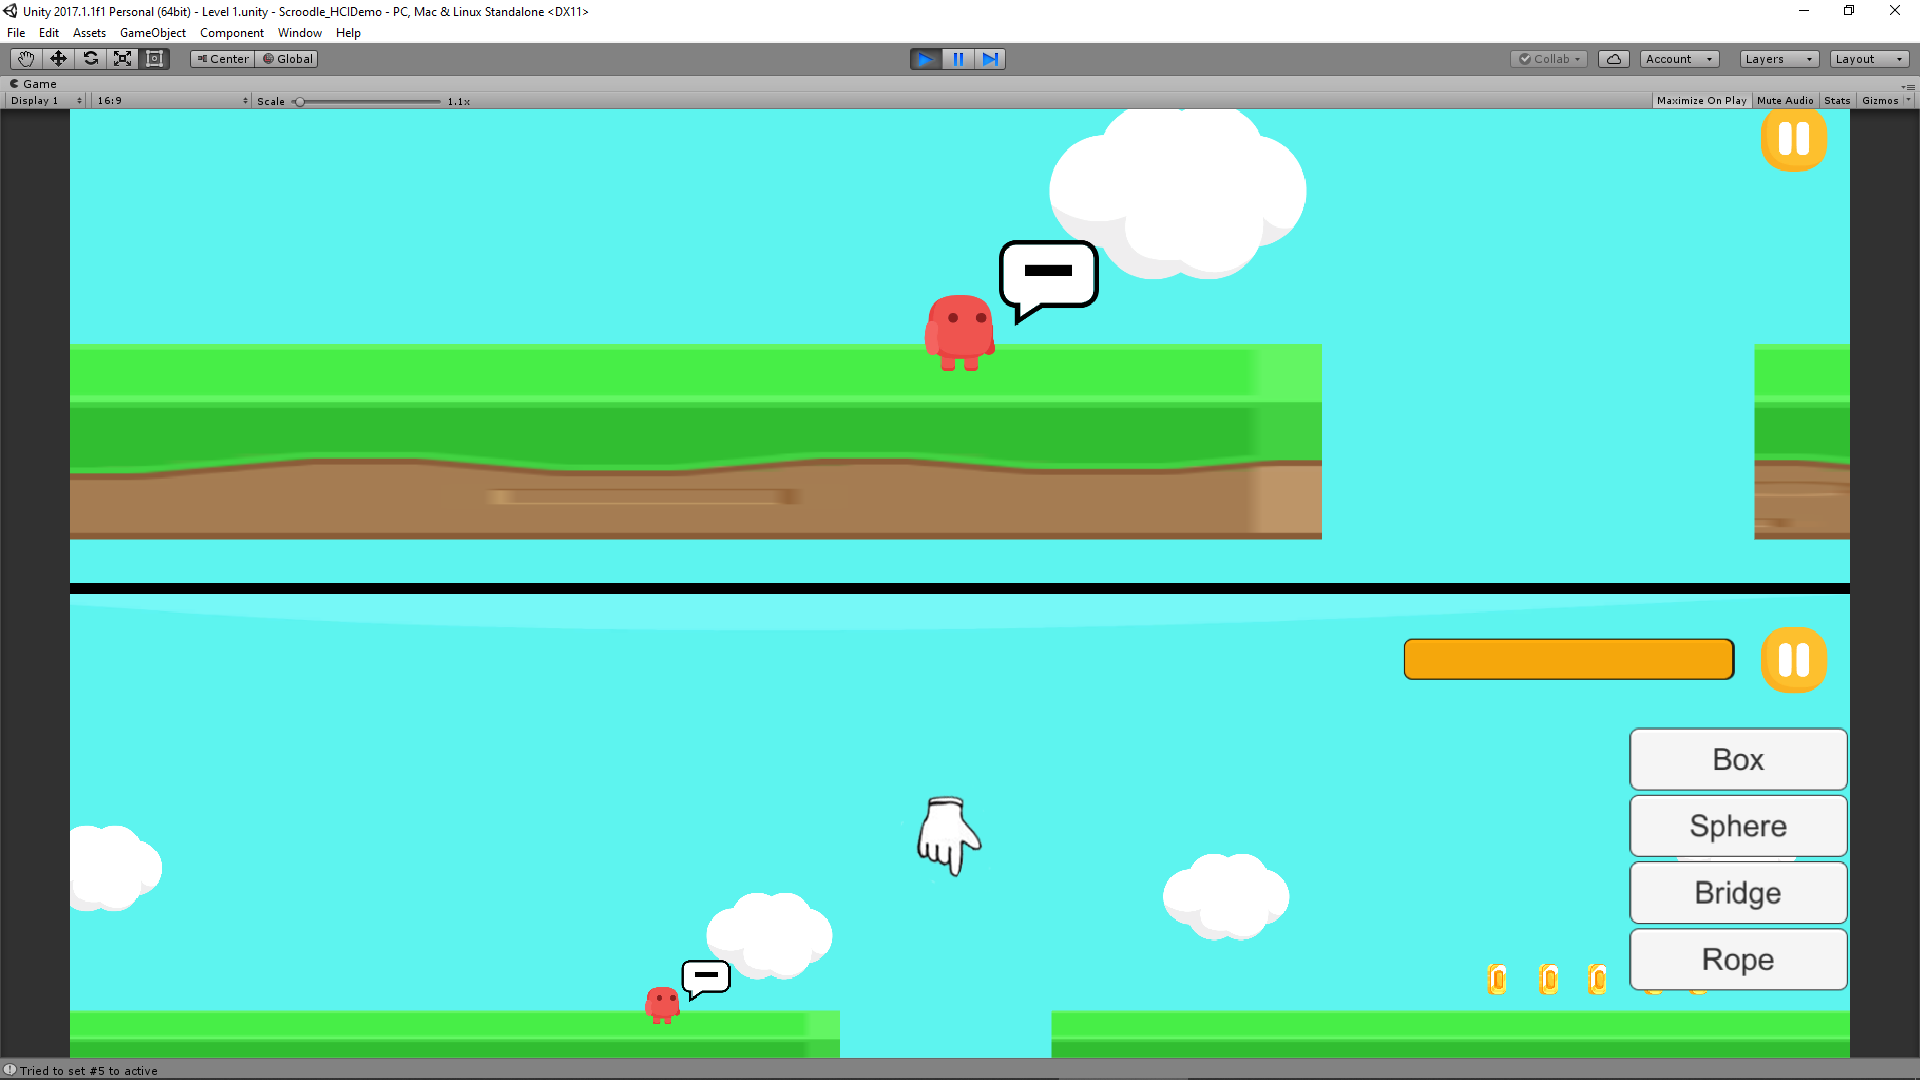 Unity 2017.1.1f1 Personal (64bit) - Level 1.unity - Scroodle_HCIDemo - PC, Mac & Linux Standalone <DX11>
File Edit Assets GameObject Component Window Help
Center Global Collab Account Layers Layout
Game
Display 1 16:9 Scale 1.1x Maximize On Play Mute Audio Stats Gizmos
Box
Sphere
Bridge
Rope
Tried to set #5 to active